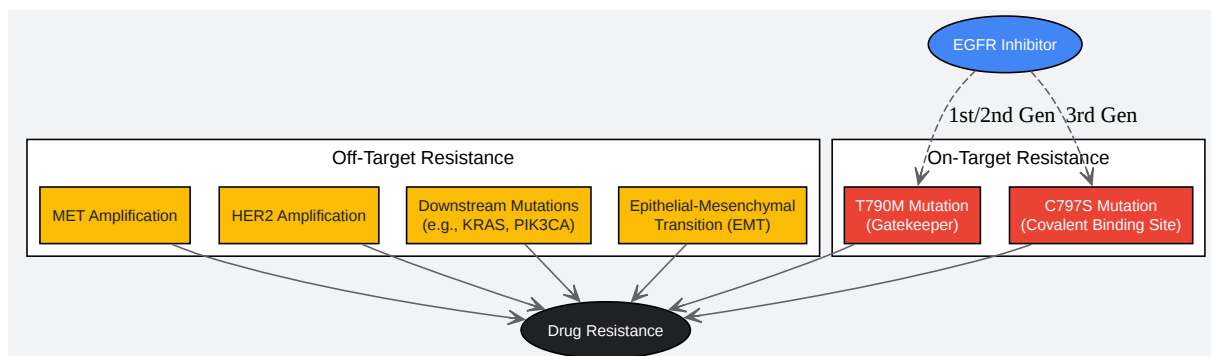 EGFR Inhibitor
1st/2nd Gen
3rd Gen
Off-Target Resistance
On-Target Resistance
MET Amplification
HER2 Amplification
Downstream Mutations
(e.g., KRAS, PIK3CA)
Epithelial-Mesenchymal
Transition (EMT)
T790M Mutation
(Gatekeeper)
C797S Mutation
(Covalent Binding Site)
Drug Resistance